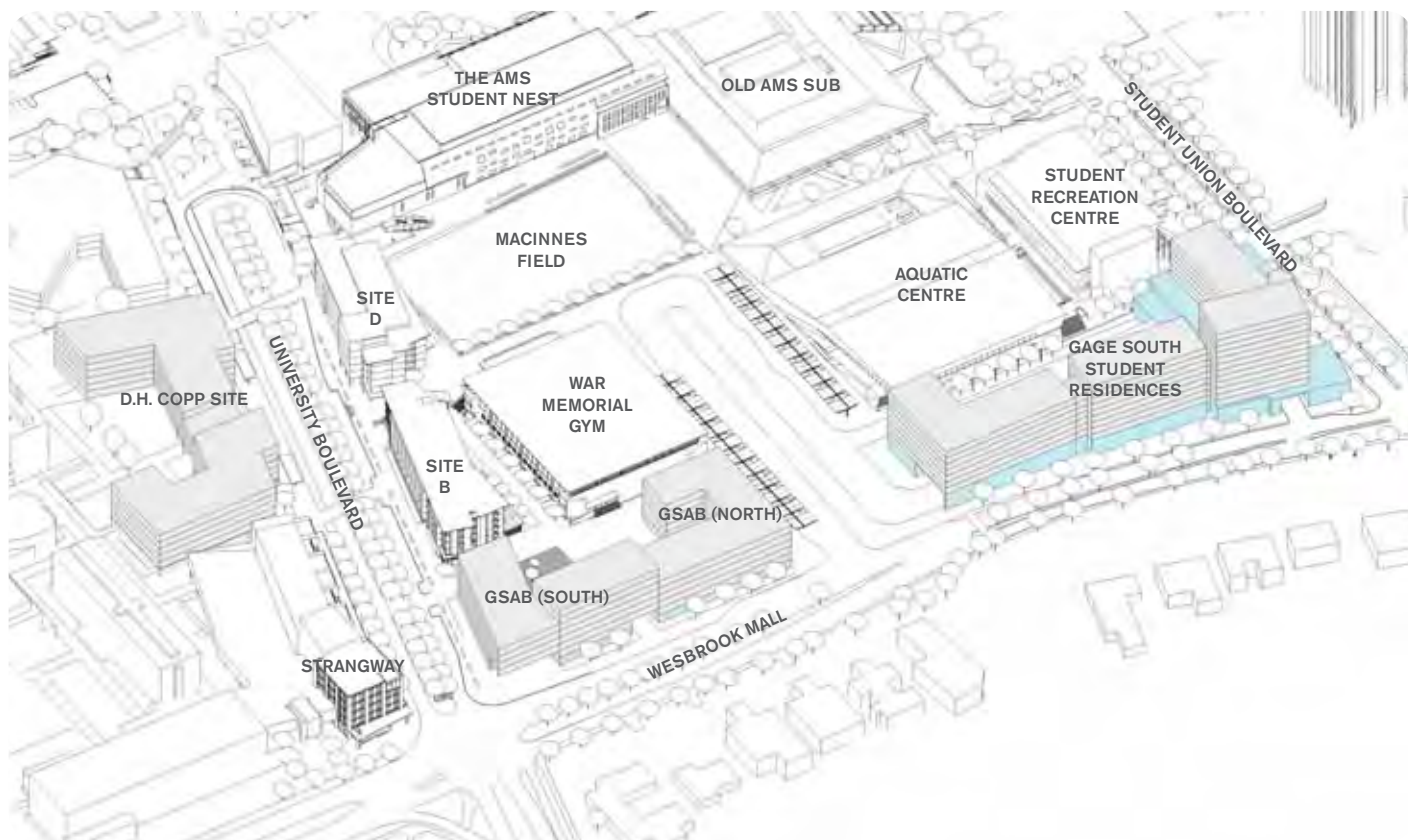 THE AMS
STUDENT NEST
OLD AMS SUB
STUDENT UNION BOULEVARD
STUDENT
RECREATION
CENTRE
MACINNES
FIELD
AQUATIC
CENTRE
SITE
D
GAGE SOUTH
STUDENT
RESIDENCES
D.H. COPP SITE
UNIVERSITY BOULEVARD
WAR
MEMORIAL
GYM
SITE
B
GSAB (NORTH)
GSAB (SOUTH)
WESBROOK MALL
STRANGWAY